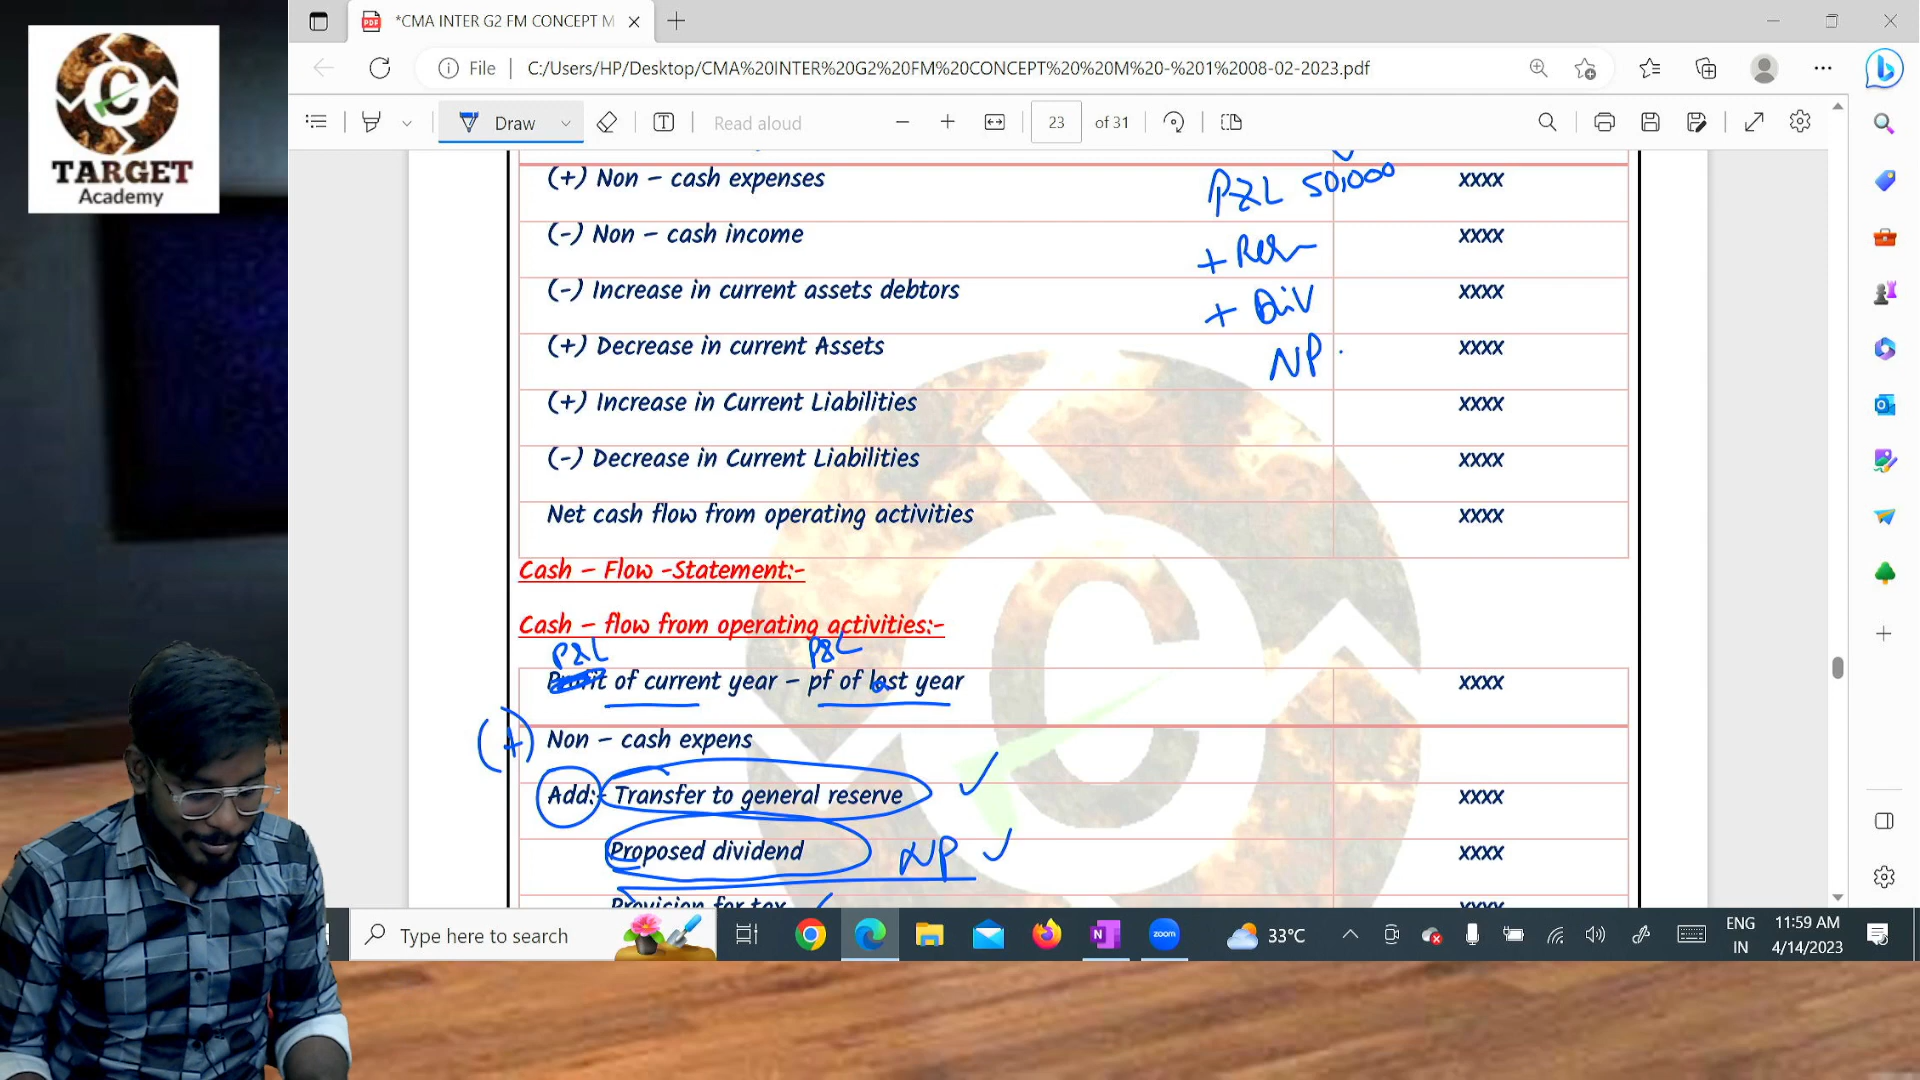 *CMA INTER G2 FM CONCEPT M
File
C:/Users/HP/Desktop/CMA%20INTER%20G2%20FM%20CONCEPT%20%20M%20-%201%2008-02-2023.pdf
Draw
Read aloud
23 of 31
C
TARGET
Academy
(+) Non – cash expenses XXXX
P&L 50,000
(-) Non – cash income XXXX
(-) Increase in current assets debtors XXXX
+ Div
(+) Decrease in current Assets XXXX
NP
(+) Increase in Current Liabilities XXXX
(-) Decrease in Current Liabilities XXXX
Net cash flow from operating activities XXXX
Cash – Flow -Statement:-
Cash – flow from operating activities:-
P&L P&L
Profit of current year – pf of last year XXXX
(+) Non – cash expens
Add:- Transfer to general reserve XXXX
Proposed dividend NP XXXX
Provision for tax XXXX
Type here to search
zoom
33°C
ENG
IN
11:59 AM
4/14/2023